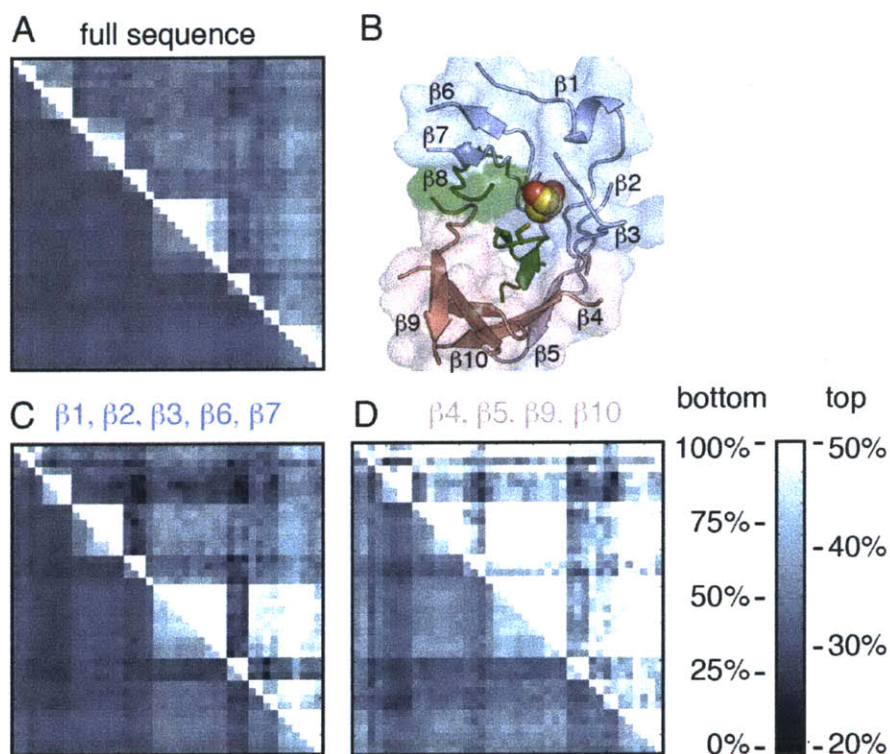 A full sequence
B
β1
β6
β7
β8
β2
β3
β9
β10
β5
β4
C β1, β2, β3, β6, β7
D β4, β5. β9, β10
bottom top
100% 50%
75%
40%
50%
30%
25%
0% 20%